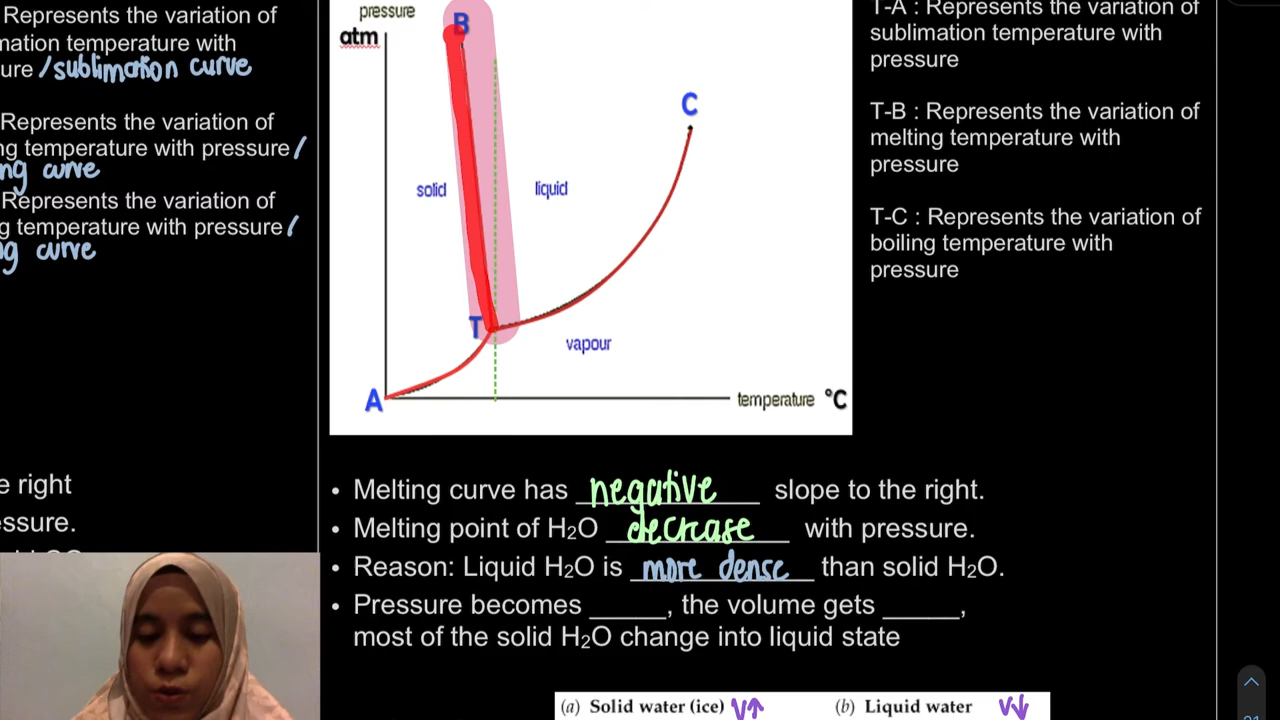 Represents the variation of
mation temperature with
ure /sublimation curve
Represents the variation of
ng temperature with pressure/
ng curve
Represents the variation of
g temperature with pressure/
ng curve
e right
ssure.
pressure
atm
B
C
solid
liquid
T
vapour
A
temperature °C
T-A : Represents the variation of
sublimation temperature with
pressure
T-B : Represents the variation of
melting temperature with
pressure
T-C : Represents the variation of
boiling temperature with
pressure
• Melting curve has negative slope to the right.
• Melting point of H2O decrease with pressure.
• Reason: Liquid H2O is more dense than solid H2O.
• Pressure becomes ______, the volume gets ______,
most of the solid H2O change into liquid state
(a) Solid water (ice) V↑ (b) Liquid water V↓